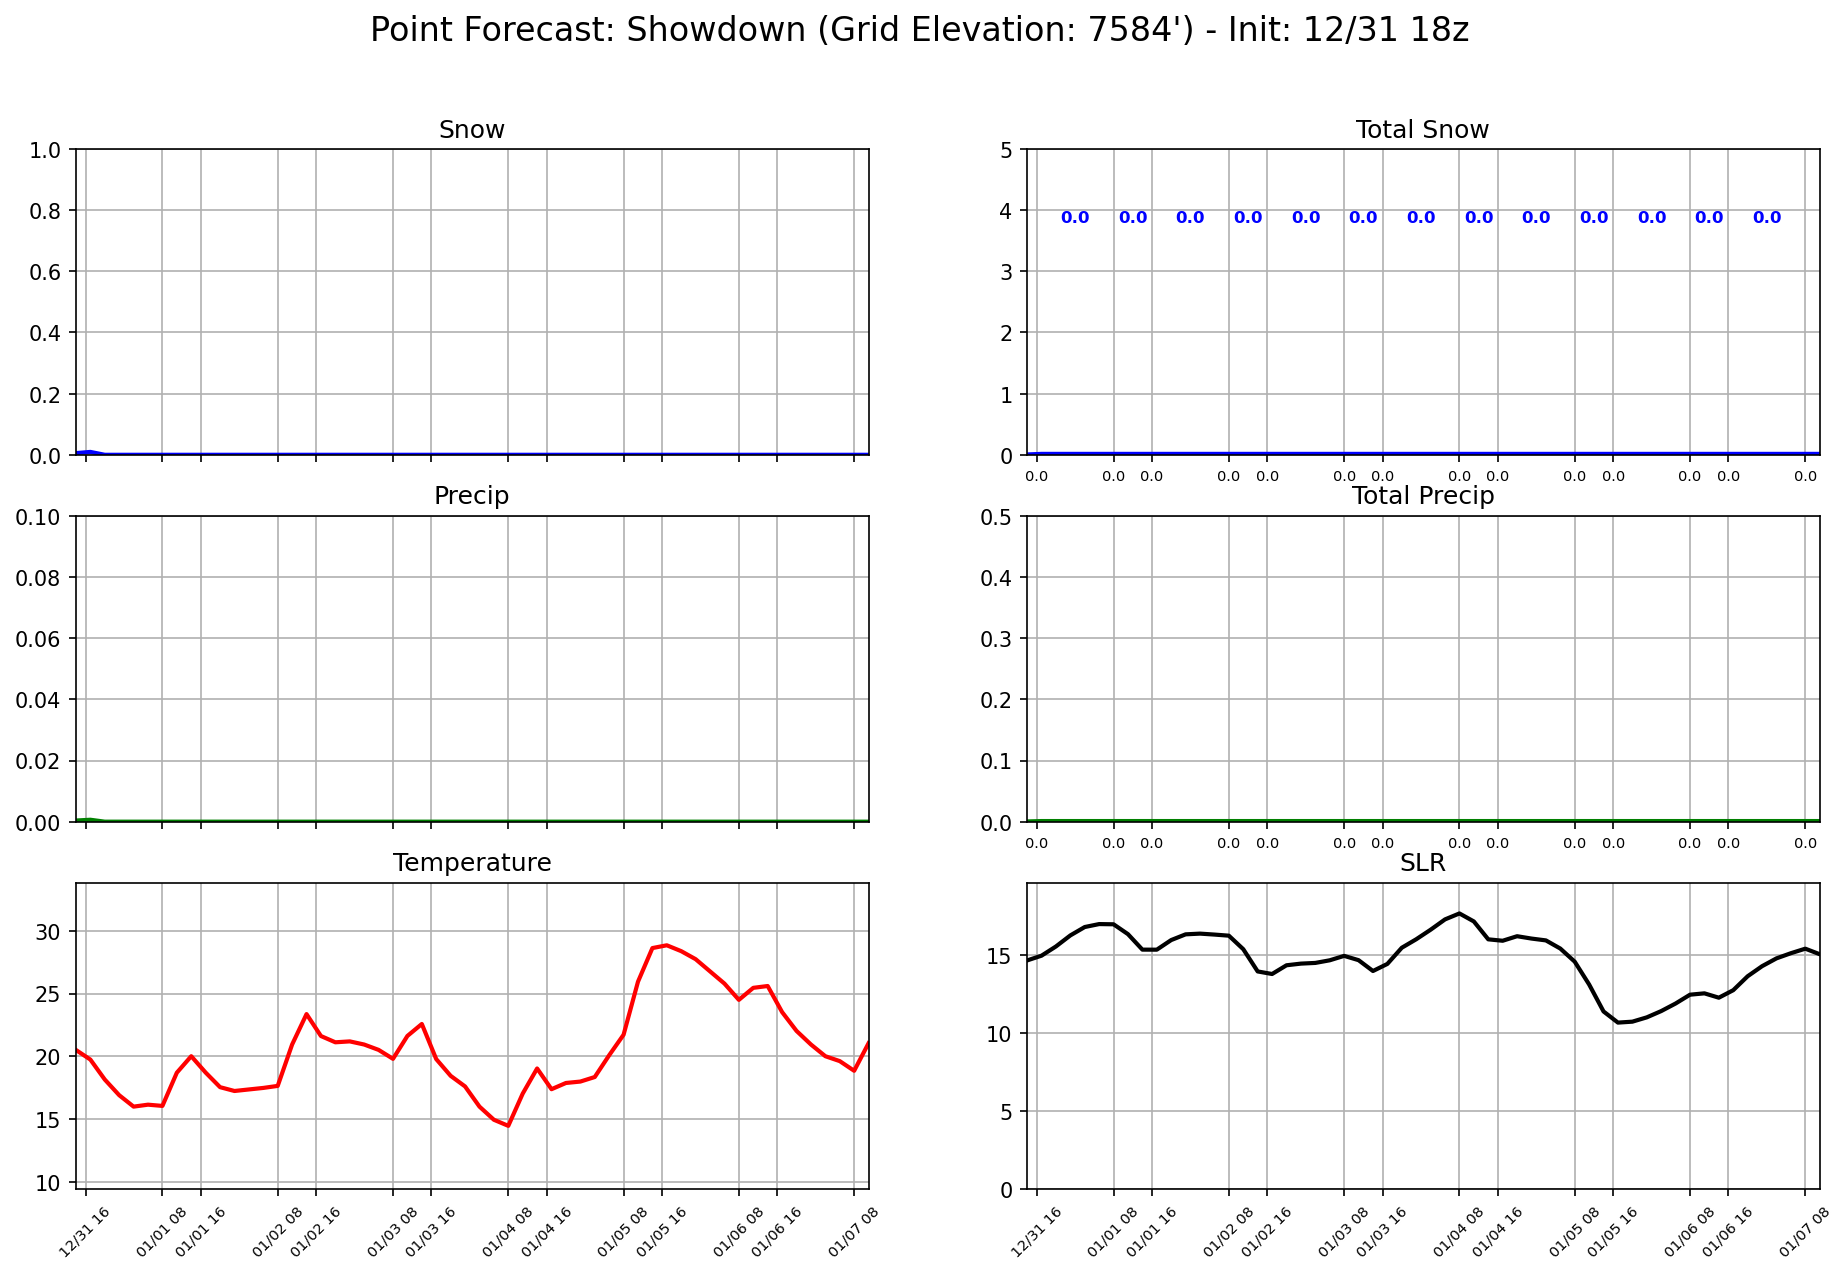 Point Forecast: Showdown (Grid Elevation: 7584') - Init: 12/31 18z
Snow
1.0
0.8
0.6
0.4
0.2
0.0
Total Snow
5
4
3
2
1
0
0.0 0.0 0.0 0.0 0.0 0.0 0.0 0.0 0.0 0.0 0.0 0.0 0.0
0.0 0.0 0.0 0.0 0.0 0.0 0.0 0.0 0.0 0.0 0.0 0.0 0.0 0.0
Precip
0.10
0.08
0.06
0.04
0.02
0.00
Total Precip
0.5
0.4
0.3
0.2
0.1
0.0
0.0 0.0 0.0 0.0 0.0 0.0 0.0 0.0 0.0 0.0 0.0 0.0 0.0 0.0
Temperature
30
25
20
15
10
12/31 16 01/01 08 01/01 16 01/02 08 01/02 16 01/03 08 01/03 16 01/04 08 01/04 16 01/05 08 01/05 16 01/06 08 01/06 16 01/07 08
SLR
15
10
5
0
12/31 16 01/01 08 01/01 16 01/02 08 01/02 16 01/03 08 01/03 16 01/04 08 01/04 16 01/05 08 01/05 16 01/06 08 01/06 16 01/07 08